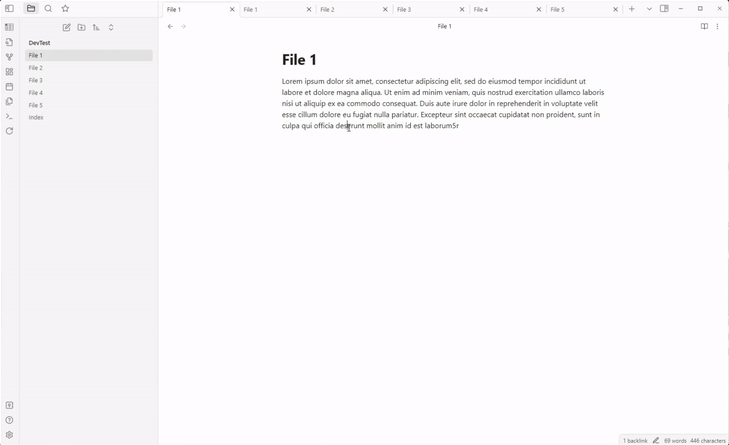 File 1
File 1
File 2
File 3
File 4
File 5
File 1
DevTest
File 1
File 2
File 3
File 4
File 5
Index
File 1
Lorem ipsum dolor sit amet, consectetur adipiscing elit, sed do eiusmod tempor incididunt ut
labore et dolore magna aliqua. Ut enim ad minim veniam, quis nostrud exercitation ullamco laboris
nisi ut aliquip ex ea commodo consequat. Duis aute irure dolor in reprehenderit in voluptate velit
esse cillum dolore eu fugiat nulla pariatur. Excepteur sint occaecat cupidatat non proident, sunt in
culpa qui officia deserunt mollit anim id est laborum5r
1 backlink
69 words
446 characters